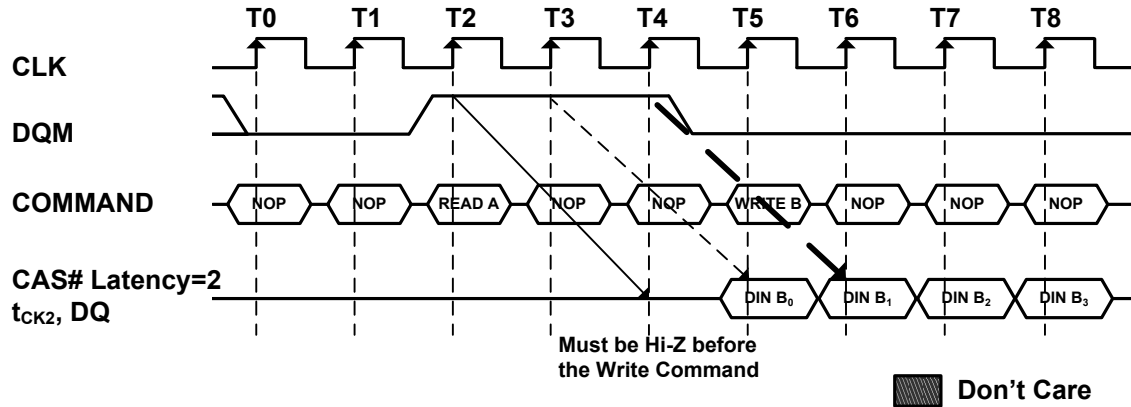 T0 T1 T2 T3 T4 T5 T6 T7 T8
CLK
DQM
COMMAND NOP NOP READ A NOP NOP WRITE B NOP NOP NOP
CAS# Latency=2
tCK2, DQ DIN B0 DIN B1 DIN B2 DIN B3
Must be Hi-Z before
the Write Command
Don't Care